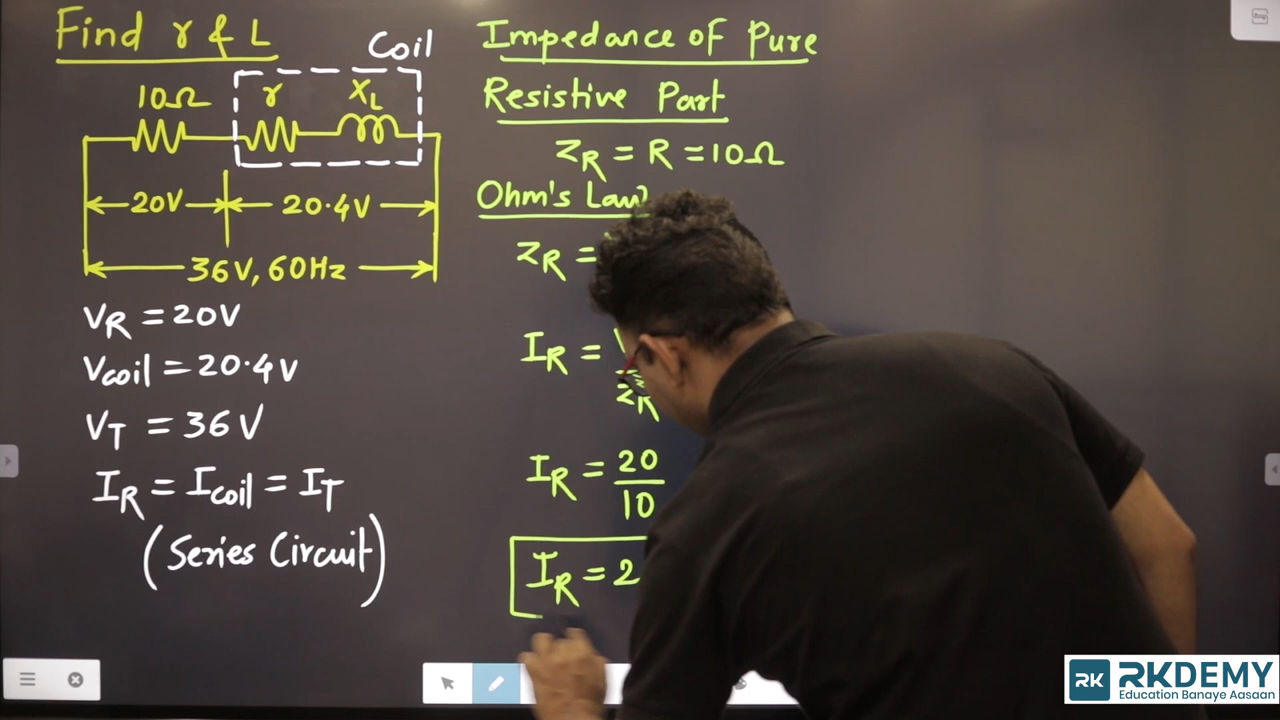 Find r & L
Coil
10Ω r XL
20V 20.4V
36V, 60Hz
VR = 20V
Vcoil = 20.4V
VT = 36V
IR = Icoil = IT
(Series Circuit)
Impedance of Pure
Resistive Part
ZR = R = 10Ω
Ohm's Law
ZR =
IR =
ZR
IR = 20
10
IR = 2
RK RKDEMY
Education Banaye Aasaan